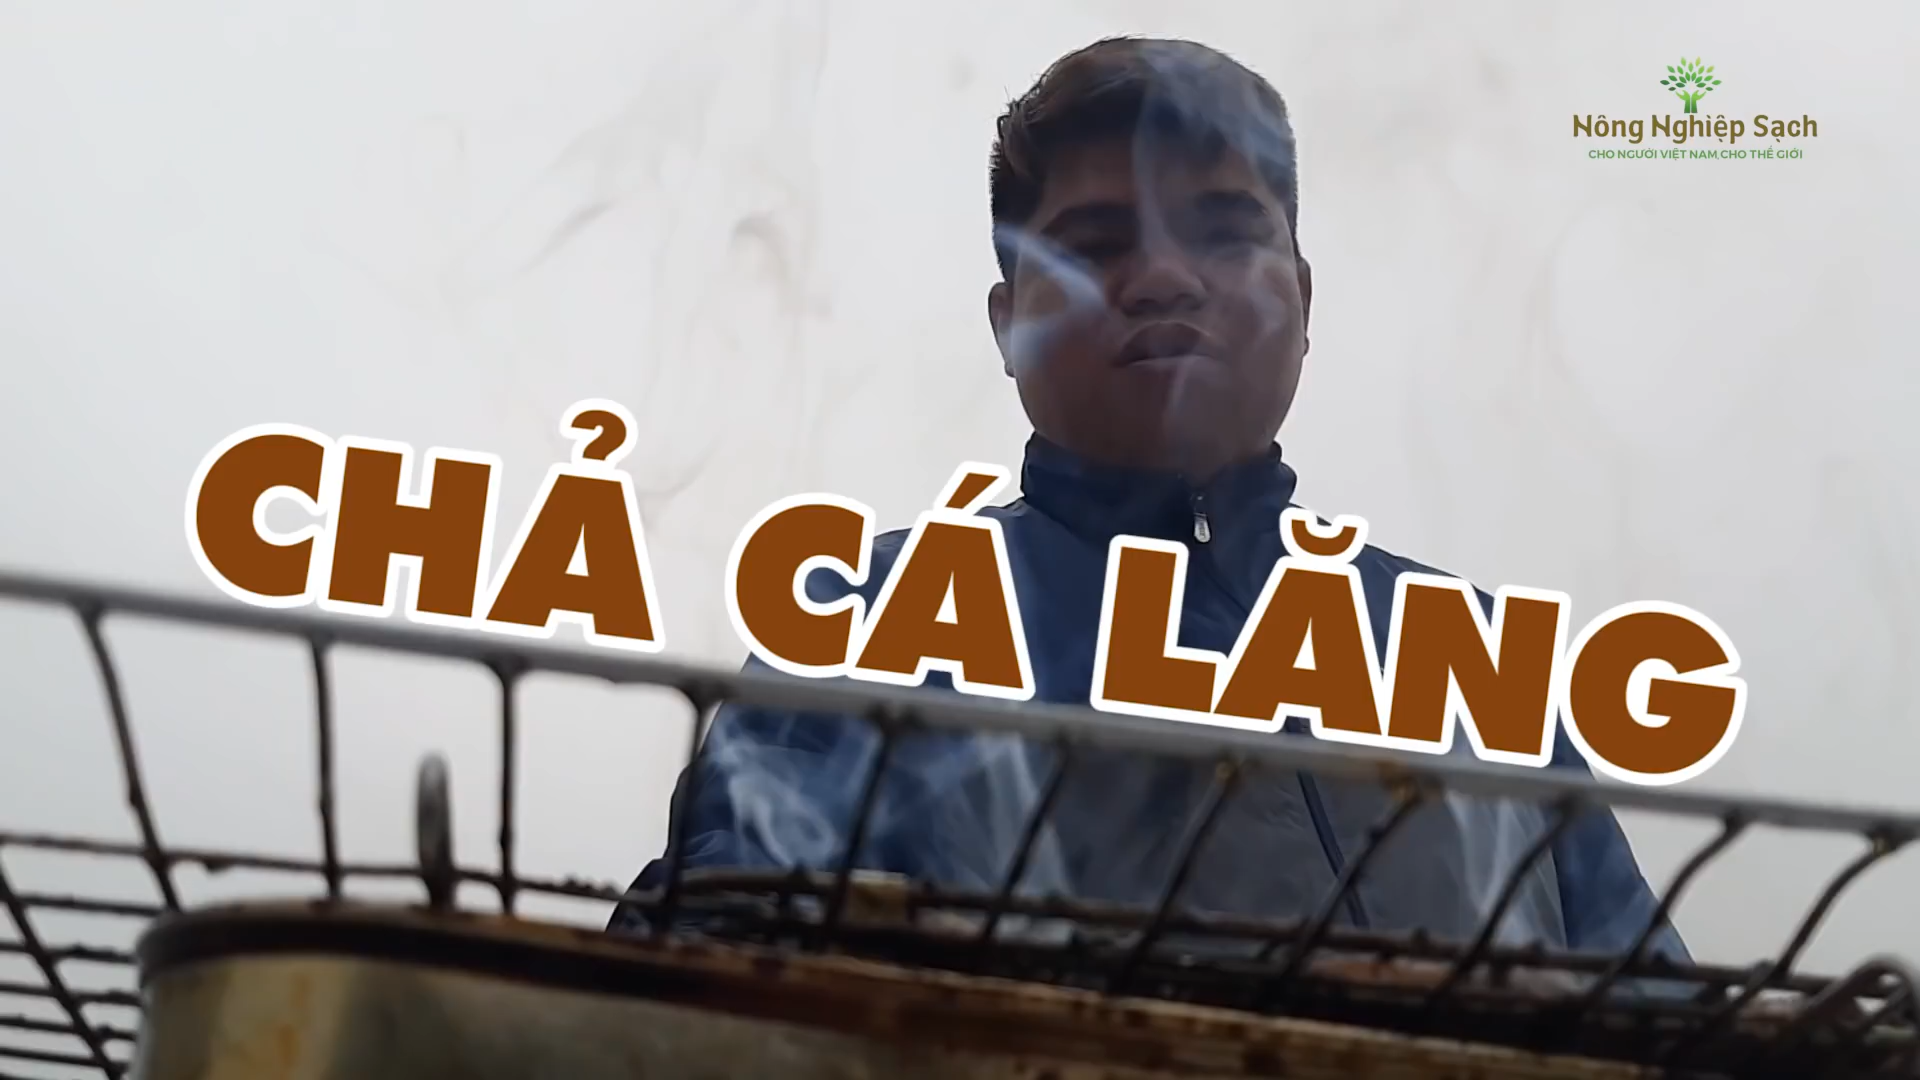 Nông Nghiệp Sạch
CHO NGƯỜI VIỆT NAM,CHO THẾ GIỚI
CHẢ CÁ LĂNG